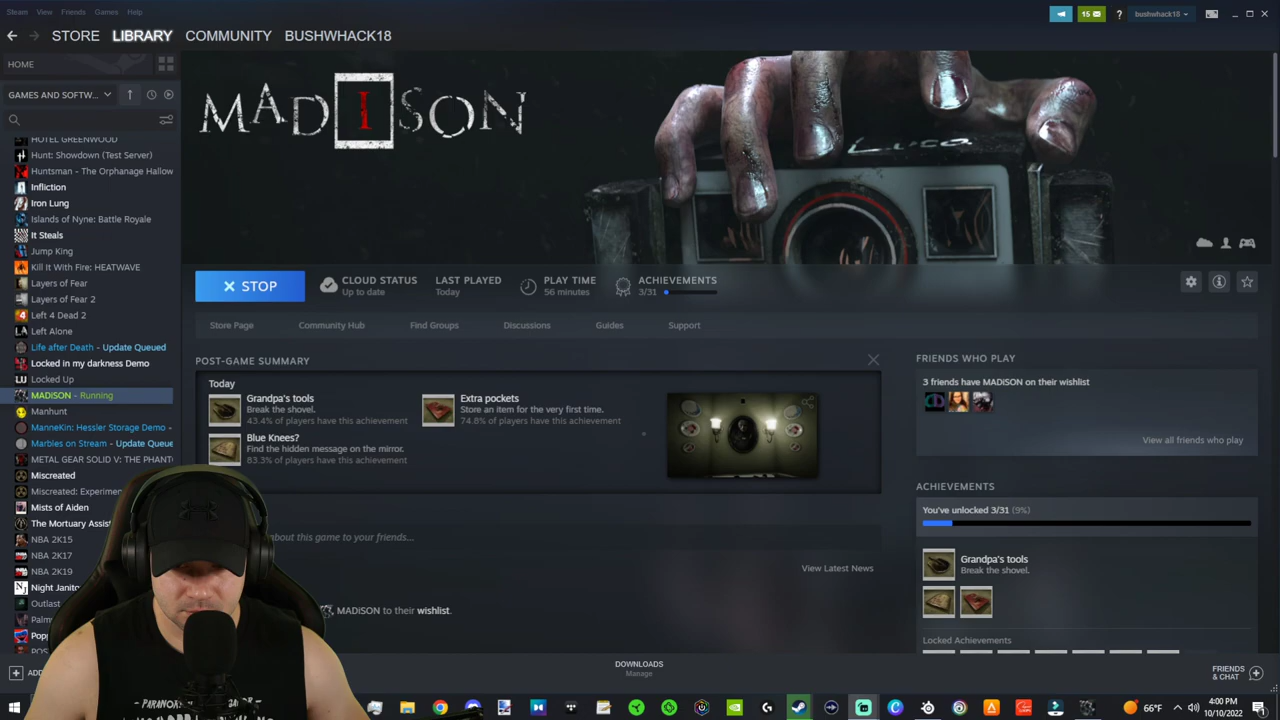 Steam View Friends Games Help
15 ? bushwhack18
STORE LIBRARY COMMUNITY BUSHWHACK18
HOME
GAMES AND SOFTW...
HOTEL GREENWOOD
Hunt: Showdown (Test Server)
Huntsman - The Orphanage Hallow
Infliction
Iron Lung
Islands of Nyne: Battle Royale
It Steals
Jump King
Kill It With Fire: HEATWAVE
Layers of Fear
Layers of Fear 2
Left 4 Dead 2
Left Alone
Life after Death - Update Queued
Locked in my darkness Demo
LU Locked Up
MADiSON - Running
Manhunt
ManneKin: Hessler Storage Demo -
Marbles on Stream - Update Queue
METAL GEAR SOLID V: THE PHANT
Miscreated
Miscreated: Experimen
Mists of Aiden
The Mortuary Assist
NBA 2K15
NBA 2K17
NBA 2K19
Night Janito
Outlast
Palm
Popp
POS
ADD
MADISON
Luca
STOP
CLOUD STATUS
Up to date
LAST PLAYED
Today
PLAY TIME
56 minutes
ACHIEVEMENTS
3/31
Store Page Community Hub Find Groups Discussions Guides Support
POST-GAME SUMMARY
Today
Grandpa's tools
Break the shovel.
43.4% of players have this achievement
Extra pockets
Store an item for the very first time.
74.8% of players have this achievement
Blue Knees?
Find the hidden message on the mirror.
83.3% of players have this achievement
about this game to your friends...
View Latest News
MADiSON to their wishlist.
FRIENDS WHO PLAY
3 friends have MADiSON on their wishlist
View all friends who play
ACHIEVEMENTS
You've unlocked 3/31 (9%)
Grandpa's tools
Break the shovel.
Locked Achievements
DOWNLOADS
Manage
FRIENDS
& CHAT
66°F
4:00 PM
10/10/2022